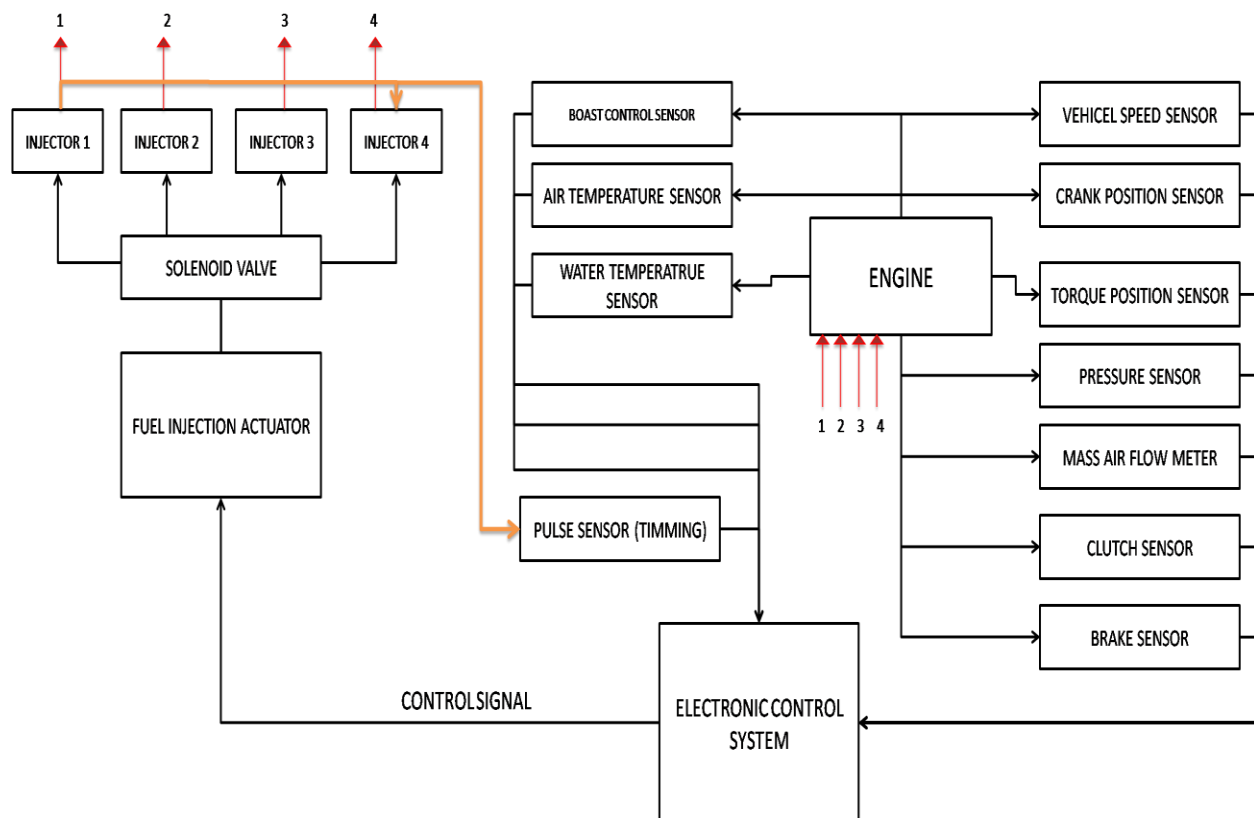 1 2 3 4
INJECTOR 1
INJECTOR 2
INJECTOR 3
INJECTOR 4
SOLENOID VALVE
FUEL INJECTION ACTUATOR
BOAST CONTROL SENSOR
AIR TEMPERATURE SENSOR
WATER TEMPERATRUE
SENSOR
ENGINE
1 2 3 4
VEHICEL SPEED SENSOR
CRANK POSITION SENSOR
TORQUE POSITION SENSOR
PRESSURE SENSOR
MASS AIR FLOW METER
CLUTCH SENSOR
BRAKE SENSOR
PULSE SENSOR (TIMMING)
CONTROL SIGNAL
ELECTRONIC CONTROL
SYSTEM